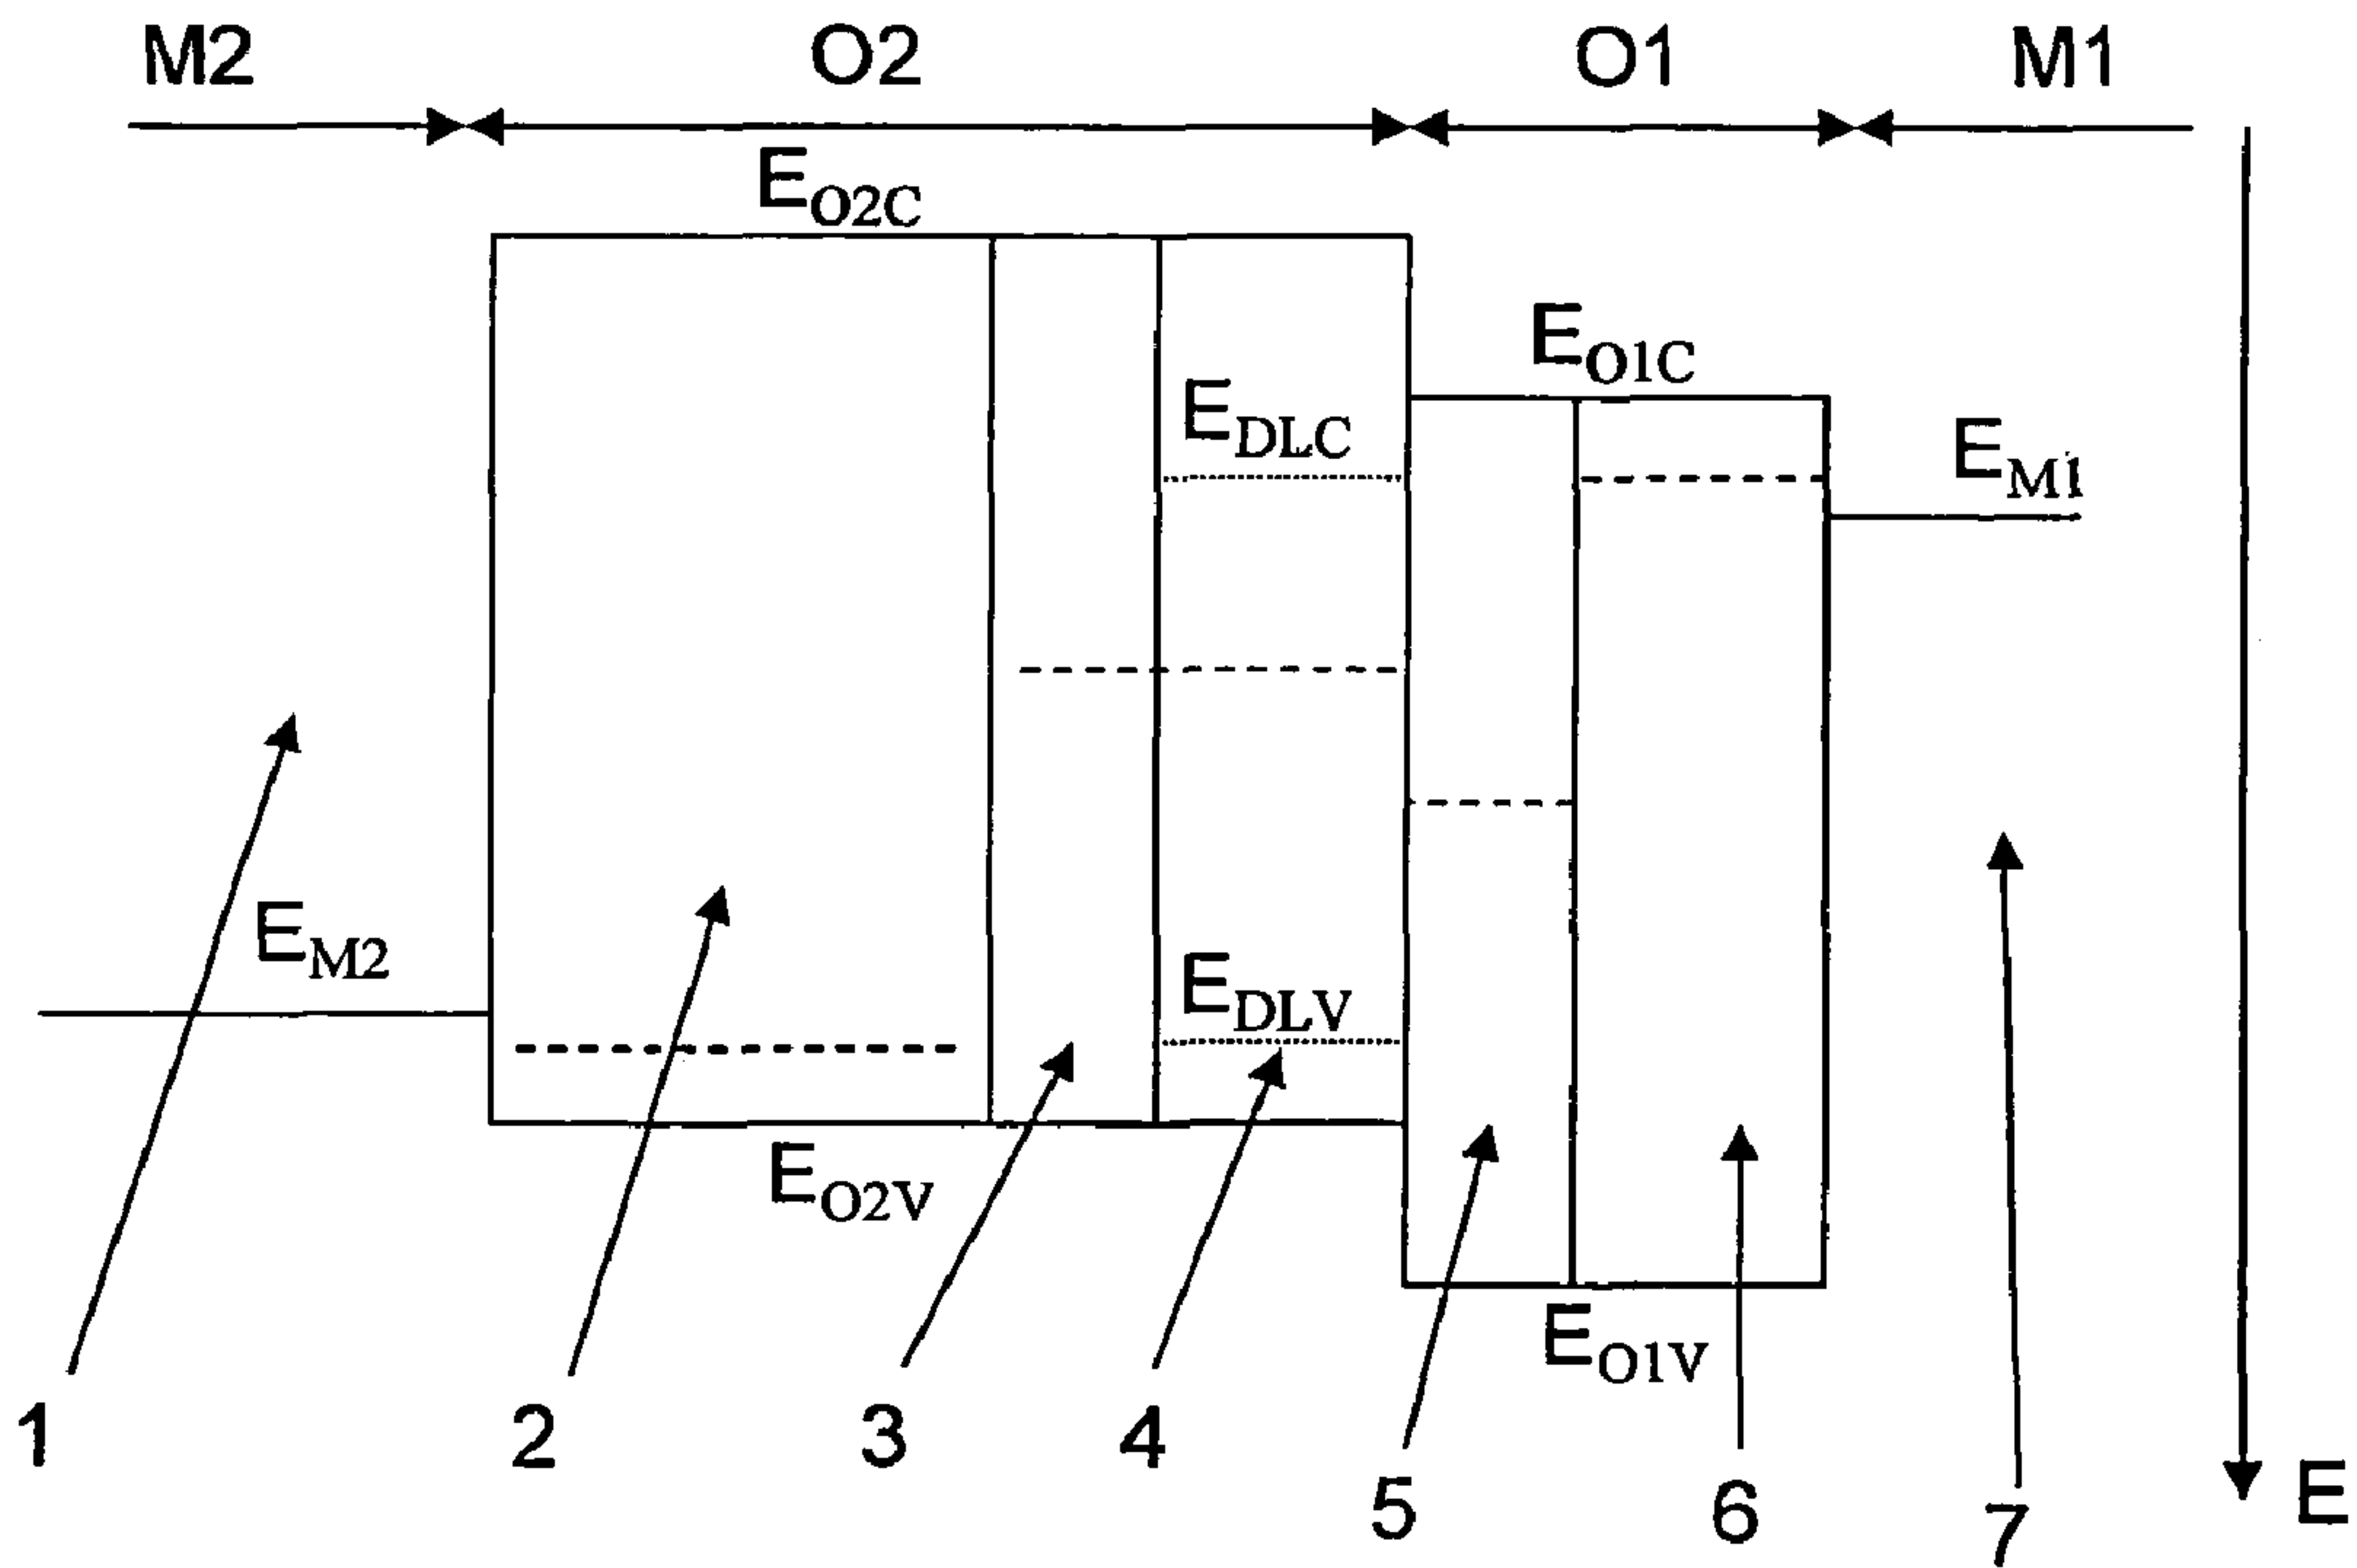 M2 O2 O1 M1
EO2C
EO1C
EDLC
EM1
EM2
EDLV
EO2V
EO1V
1 2 3 4 5 6 7 E